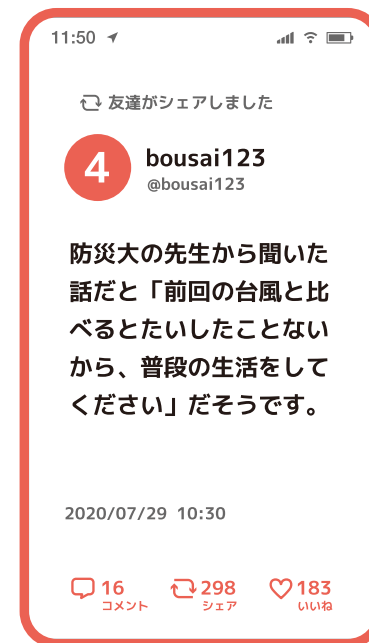 11:50
友達がシェアしました
4
bousai123
@bousai123
防災大の先生から聞いた
話だと「前回の台風と比
べるとたいしたことない
から、普段の生活をして
ください」だそうです。
2020/07/29 10:30
16 298 183
コメント シェア いいね